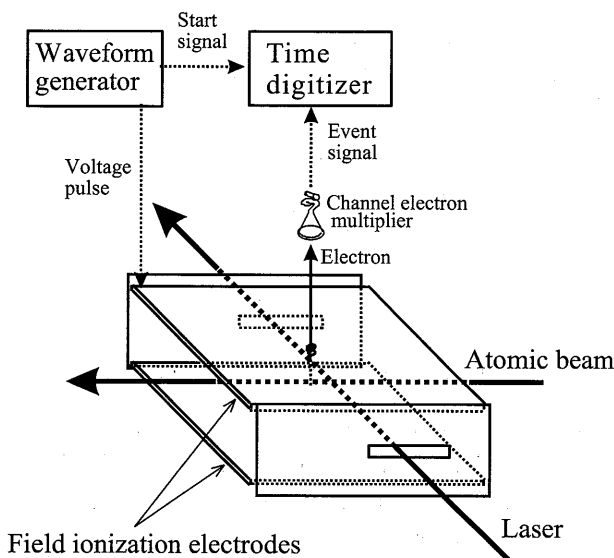 Start
signal
Waveform
generator
Time
digitizer
Voltage
pulse
Event
signal
Channel electron
multiplier
Electron
Atomic beam
Laser
Field ionization electrodes